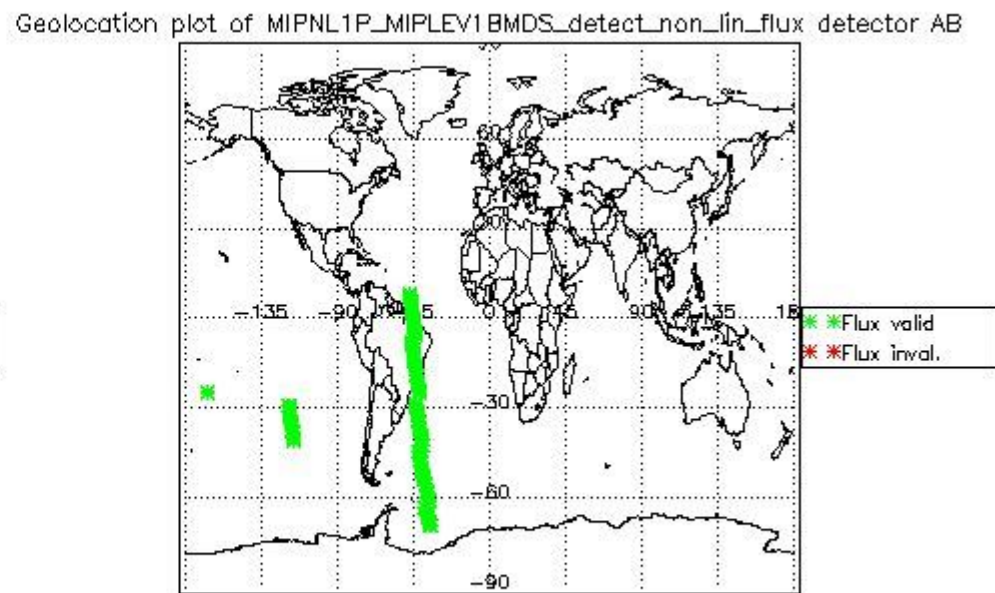 Geolocation plot of MIPNL1P_MIPLEV1BMDS_detect_non_lin_flux detector AB
-135 -90 0 45 90 135 18
Flux valid
Flux inval.
-30
-60
-90